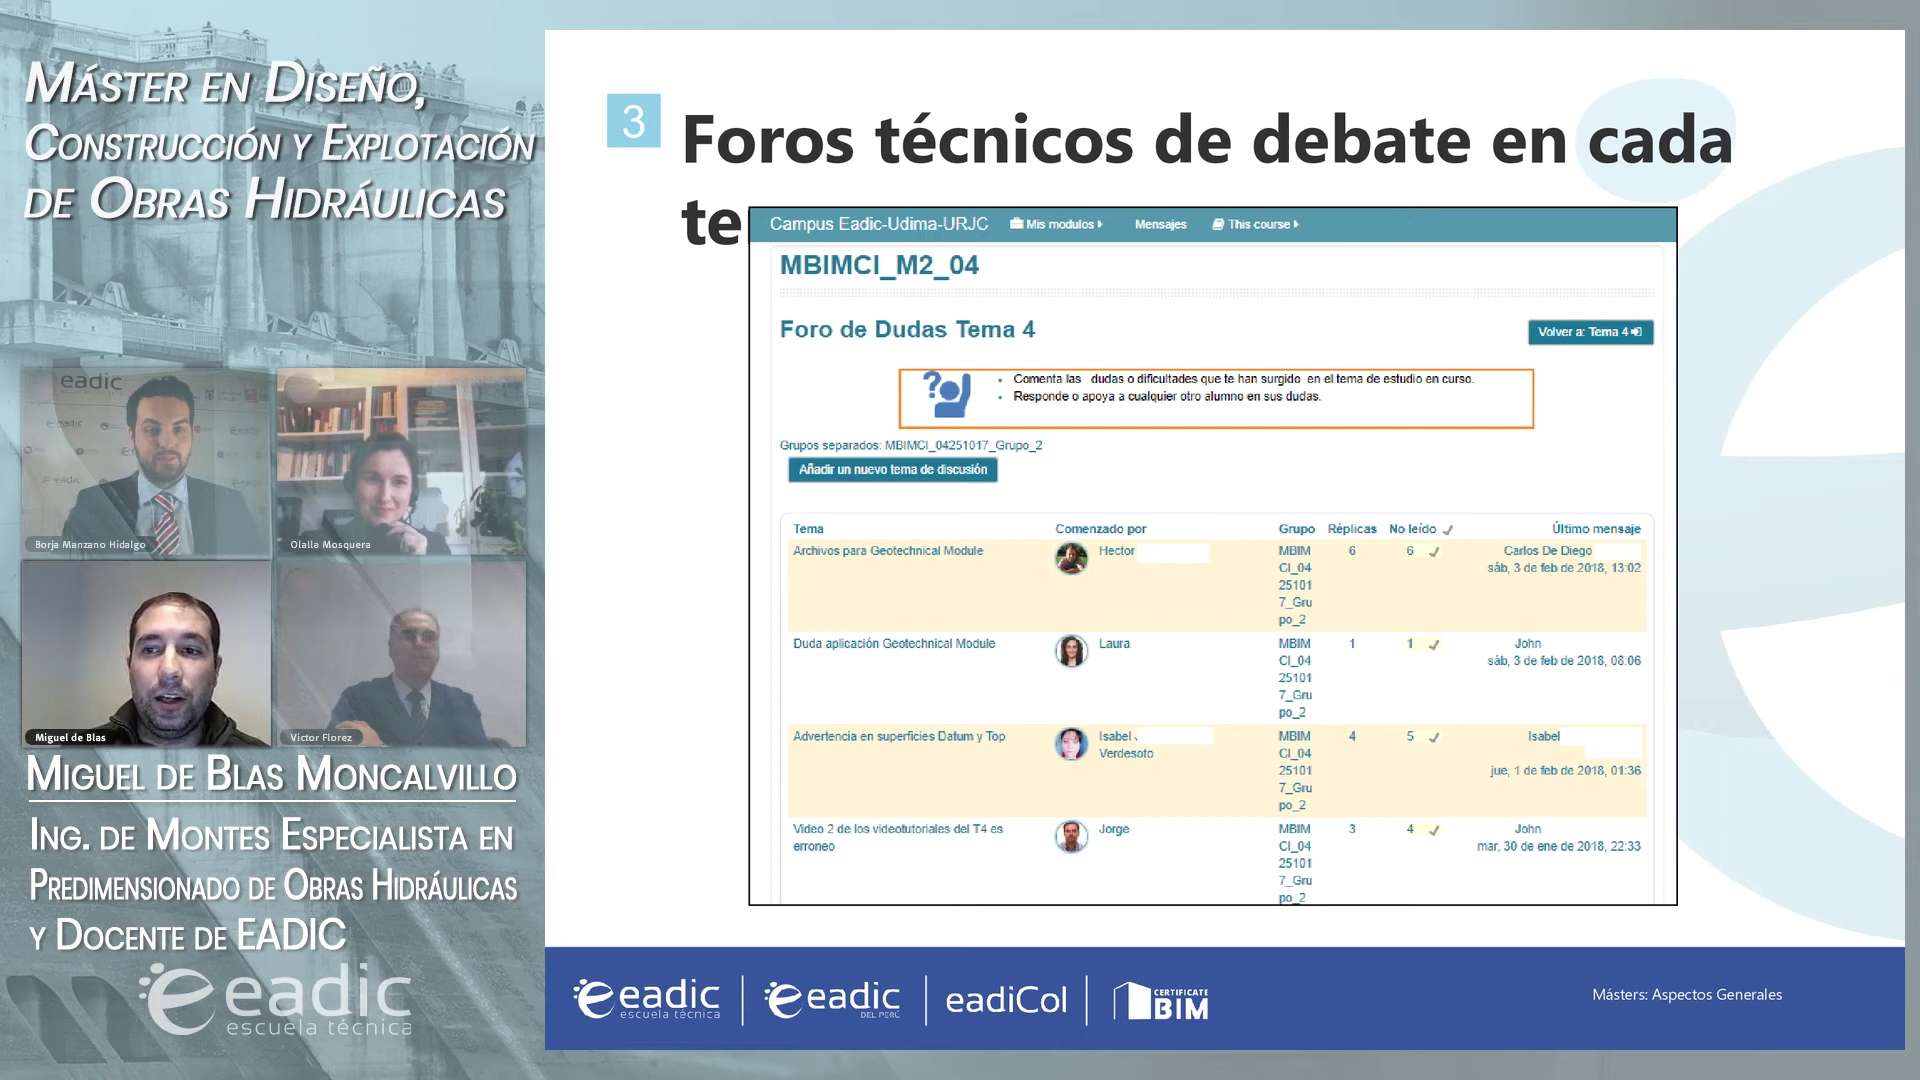 MÁSTER EN DISEÑO,
CONSTRUCCIÓN Y EXPLOTACIÓN
DE OBRAS HIDRÁULICAS
eadic
Borja Manzano Hidalgo
Olalla Mosquera
Miguel de Blas
Victor Florez
MIGUEL DE BLAS MONCALVILLO
ING. DE MONTES ESPECIALISTA EN
PREDIMENSIONADO DE OBRAS HIDRÁULICAS
Y DOCENTE DE EADIC
eadic
escuela técnica
3
Foros técnicos de debate en cada
te
Campus Eadic-Udima-URJC Mis modulos Mensajes This course
MBIMCI_M2_04
Foro de Dudas Tema 4
Volver a: Tema 4
Comenta las dudas o dificultades que te han surgido en el tema de estudio en curso.
Responde o apoya a cualquier otro alumno en sus dudas.
Grupos separados: MBIMCI_04251017_Grupo_2
Añadir un nuevo tema de discusión
Tema Comenzado por Grupo Réplicas No leído Último mensaje
Archivos para Geotechnical Module Hector MBIM 6 6 Carlos De Diego
CI_04 sáb, 3 de feb de 2018, 13:02
25101
7_Gru
po_2
Duda aplicación Geotechnical Module Laura MBIM 1 1 John
CI_04 sáb, 3 de feb de 2018, 08:06
25101
7_Gru
po_2
Advertencia en superficies Datum y Top Isabel MBIM 4 5 Isabel
Verdesoto CI_04
25101 jue, 1 de feb de 2018, 01:36
7_Gru
po_2
Video 2 de los videotutoriales del T4 es Jorge MBIM 3 4 John
erroneo CI_04 mar, 30 de ene de 2018, 22:33
25101
7_Gru
po_2
eadic
escuela técnica
eadic
DEL PERÚ
eadiCol
CERTIFICATE
BIM
Másters: Aspectos Generales